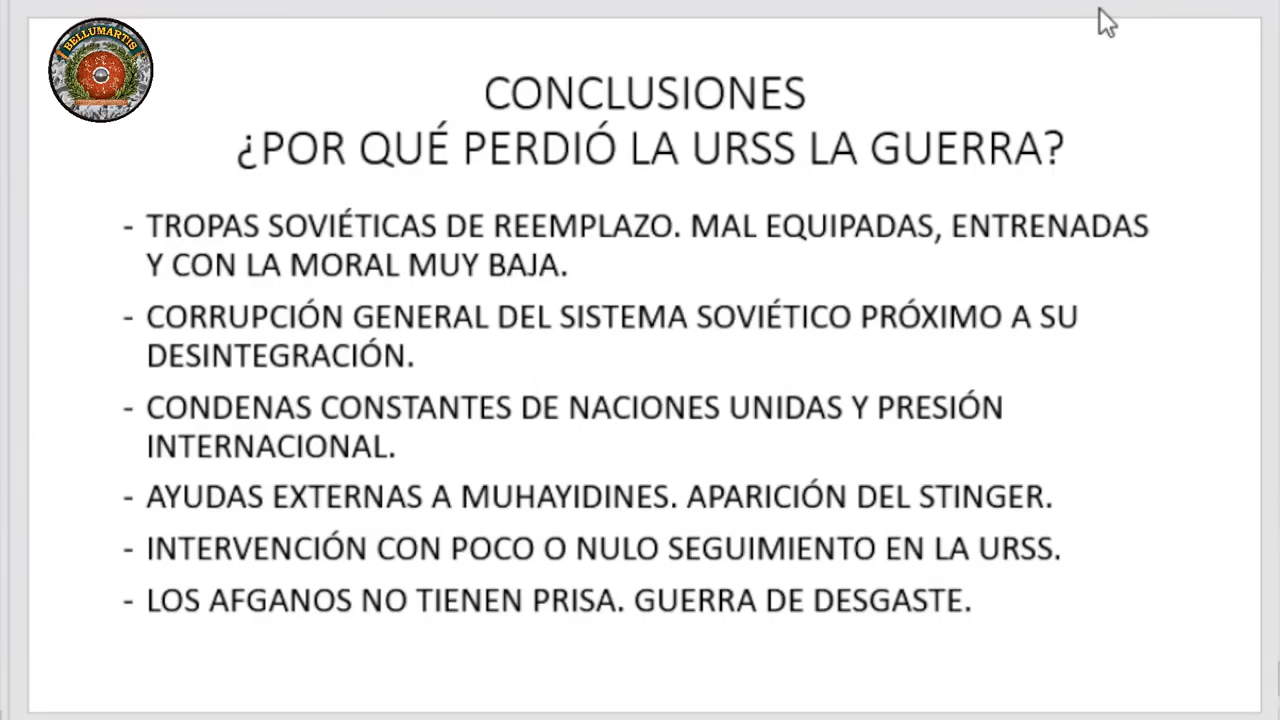 BELLUMARTIS
CONCLUSIONES
¿POR QUÉ PERDIÓ LA URSS LA GUERRA?
- TROPAS SOVIÉTICAS DE REEMPLAZO. MAL EQUIPADAS, ENTRENADAS
Y CON LA MORAL MUY BAJA.
- CORRUPCIÓN GENERAL DEL SISTEMA SOVIÉTICO PRÓXIMO A SU
DESINTEGRACIÓN.
- CONDENAS CONSTANTES DE NACIONES UNIDAS Y PRESIÓN
INTERNACIONAL.
- AYUDAS EXTERNAS A MUHAYIDINES. APARICIÓN DEL STINGER.
- INTERVENCIÓN CON POCO O NULO SEGUIMIENTO EN LA URSS.
- LOS AFGANOS NO TIENEN PRISA. GUERRA DE DESGASTE.